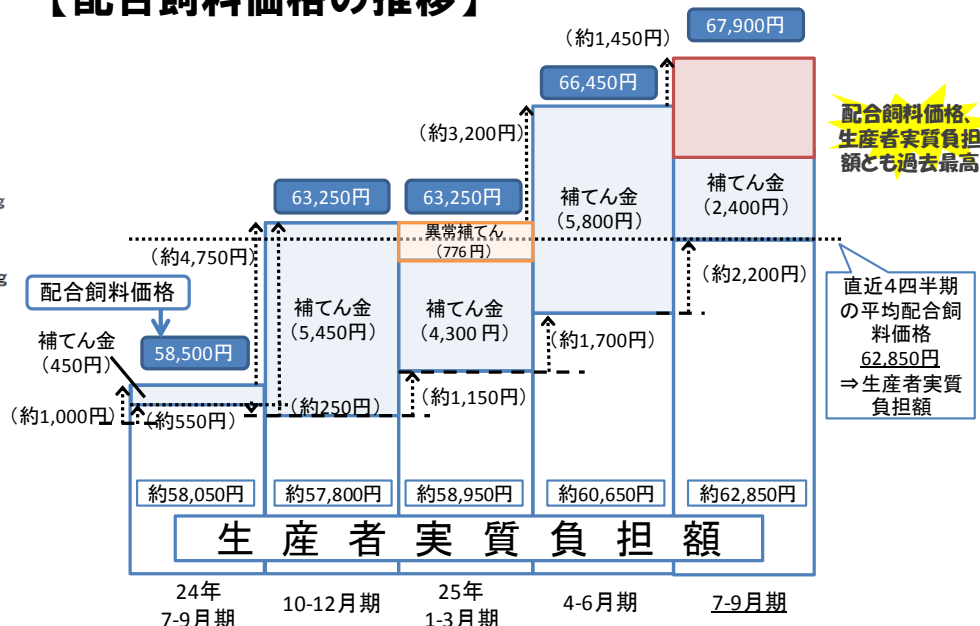 【配合飼料価格の推移】
67,900円
（約1,450円）
66,450円
配合飼料価格、
生産者実質負担
額とも過去最高
（約3,200円）
63,250円
63,250円
補てん金
（5,800円）
補てん金
（2,400円）
異常補てん
（776円）
（約4,750円）
g
g
配合飼料価格
補てん金
（5,450円）
補てん金
（4,300 円）
（約2,200円）
直近4四半期
の平均配合飼
料価格
62,850円
⇒生産者実質
負担額
補てん金
（450円）
58,500円
（約1,700円）
（約1,000円）
（約550円）
（約250円）
（約1,150円）
約58,050円
約57,800円
約58,950円
約60,650円
約62,850円
生産者実質負担額
24年
7-9月期
10-12月期
25年
1-3月期
4-6月期
7-9月期